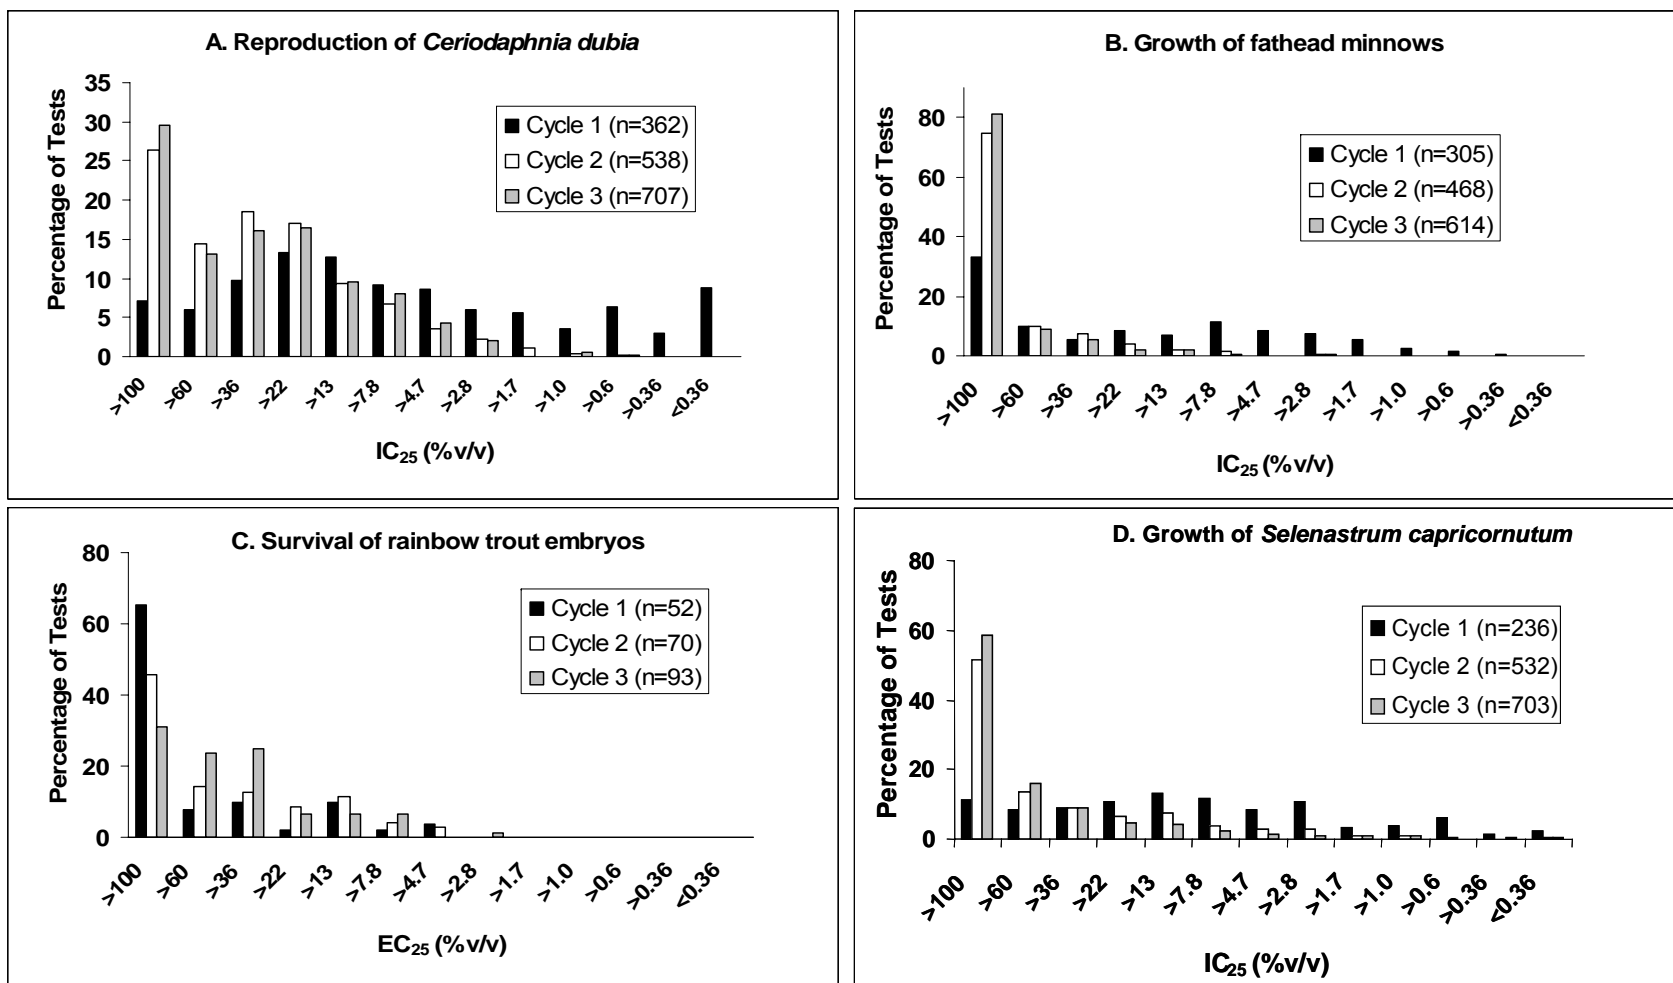 A. Reproduction of Ceriodaphnia dubia
Percentage of Tests
35
30
25
20
15
10
5
0
Cycle 1 (n=362)
Cycle 2 (n=538)
Cycle 3 (n=707)
>100 >60 >36 >22 >13 >7.8 >4.7 >2.8 >1.7 >1.0 >0.6 >0.36 <0.36
IC25 (%v/v)
B. Growth of fathead minnows
Percentage of Tests
80
60
40
20
0
Cycle 1 (n=305)
Cycle 2 (n=468)
Cycle 3 (n=614)
>100 >60 >36 >22 >13 >7.8 >4.7 >2.8 >1.7 >1.0 >0.6 >0.36 <0.36
IC25 (%v/v)
C. Survival of rainbow trout embryos
Percentage of Tests
80
60
40
20
0
Cycle 1 (n=52)
Cycle 2 (n=70)
Cycle 3 (n=93)
>100 >60 >36 >22 >13 >7.8 >4.7 >2.8 >1.7 >1.0 >0.6 >0.36 <0.36
EC25 (%v/v)
D. Growth of Selenastrum capricornutum
Percentage of Tests
80
60
40
20
0
Cycle 1 (n=236)
Cycle 2 (n=532)
Cycle 3 (n=703)
>100 >60 >36 >22 >13 >7.8 >4.7 >2.8 >1.7 >1.0 >0.6 >0.36 <0.36
IC25 (%v/v)